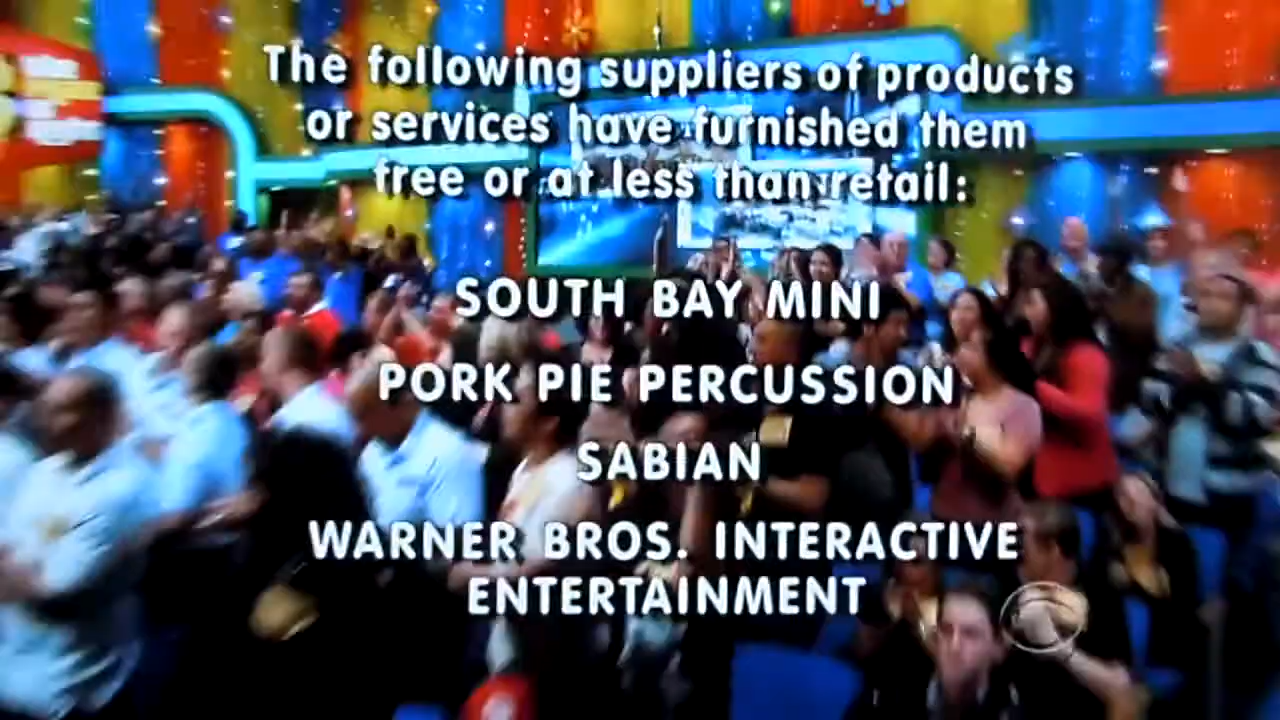 The following suppliers of products
or services have furnished them
free or at less than retail:
SOUTH BAY MINI
PORK PIE PERCUSSION
SABIAN
WARNER BROS. INTERACTIVE
ENTERTAINMENT